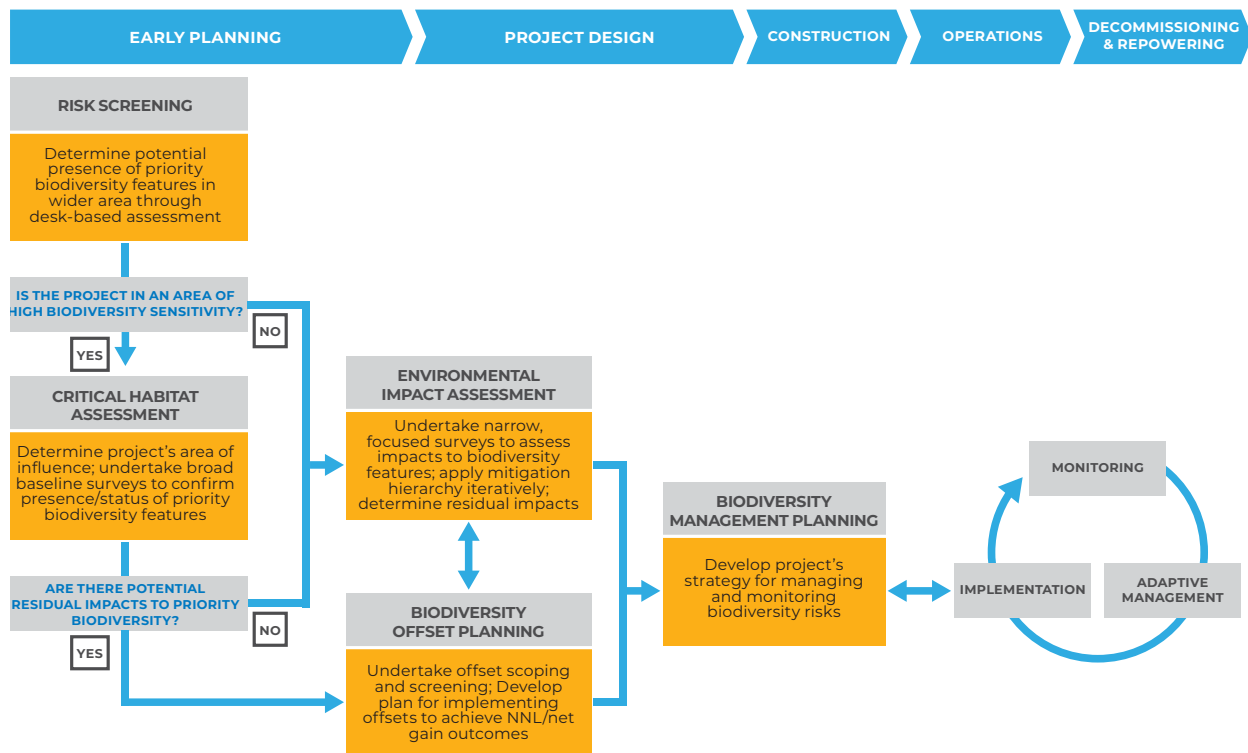 EARLY PLANNING
PROJECT DESIGN
CONSTRUCTION
OPERATIONS
DECOMMISSIONING
& REPOWERING
RISK SCREENING
Determine potential
presence of priority
biodiversity features in
wider area through
desk-based assessment
IS THE PROJECT IN AN AREA OF
HIGH BIODIVERSITY SENSITIVITY?
NO
YES
CRITICAL HABITAT
ASSESSMENT
Determine project's area of
influence; undertake broad
baseline surveys to confirm
presence/status of priority
biodiversity features
ARE THERE POTENTIAL
RESIDUAL IMPACTS TO PRIORITY
BIODIVERSITY?
NO
YES
ENVIRONMENTAL
IMPACT ASSESSMENT
Undertake narrow,
focused surveys to assess
impacts to biodiversity
features; apply mitigation
hierarchy iteratively;
determine residual impacts
BIODIVERSITY
OFFSET PLANNING
Undertake offset scoping
and screening; Develop
plan for implementing
offsets to achieve NNL/net
gain outcomes
BIODIVERSITY
MANAGEMENT PLANNING
Develop project's
strategy for managing
and monitoring
biodiversity risks
MONITORING
IMPLEMENTATION
ADAPTIVE
MANAGEMENT